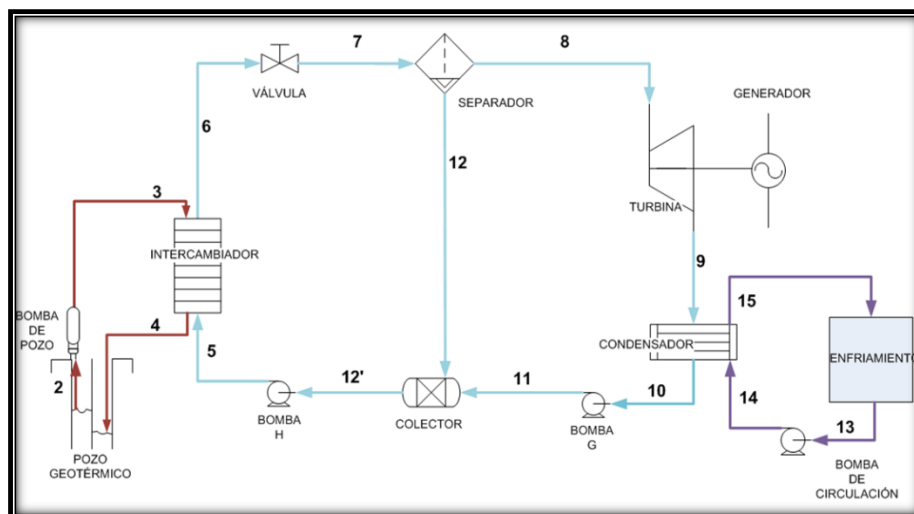 7
8
VÁLVULA
SEPARADOR
GENERADOR
6
12
3
TURBINA
INTERCAMBIADOR
9
15
BOMBA
DE
POZO
4
5
CONDENSADOR
ENFRIAMIENTO
2
12'
11
10
14
13
BOMBA
H
COLECTOR
BOMBA
G
POZO
GEOTÉRMICO
BOMBA
DE
CIRCULACIÓN